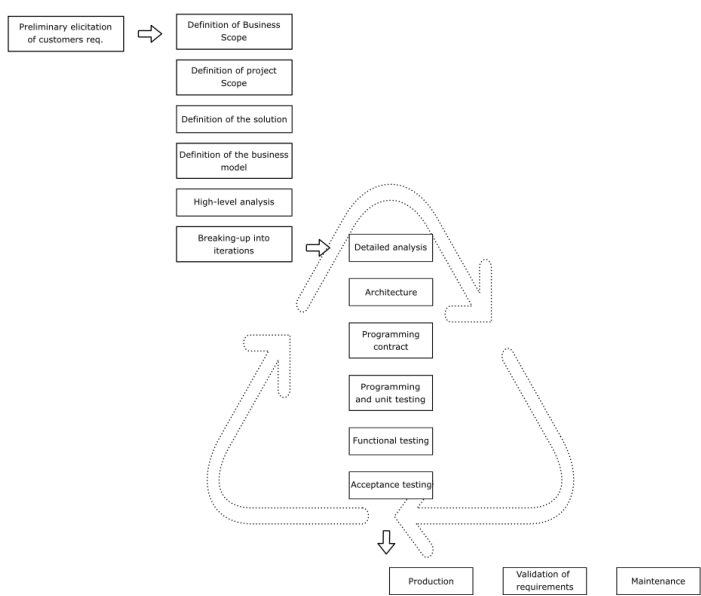 Preliminary elicitation
of customers req.
Definition of Business
Scope
Definition of project
Scope
Definition of the solution
Definition of the business
model
High-level analysis
Breaking-up into
iterations
Detailed analysis
Architecture
Programming
contract
Programming
and unit testing
Functional testing
Acceptance testing
Production
Validation of
requirements
Maintenance